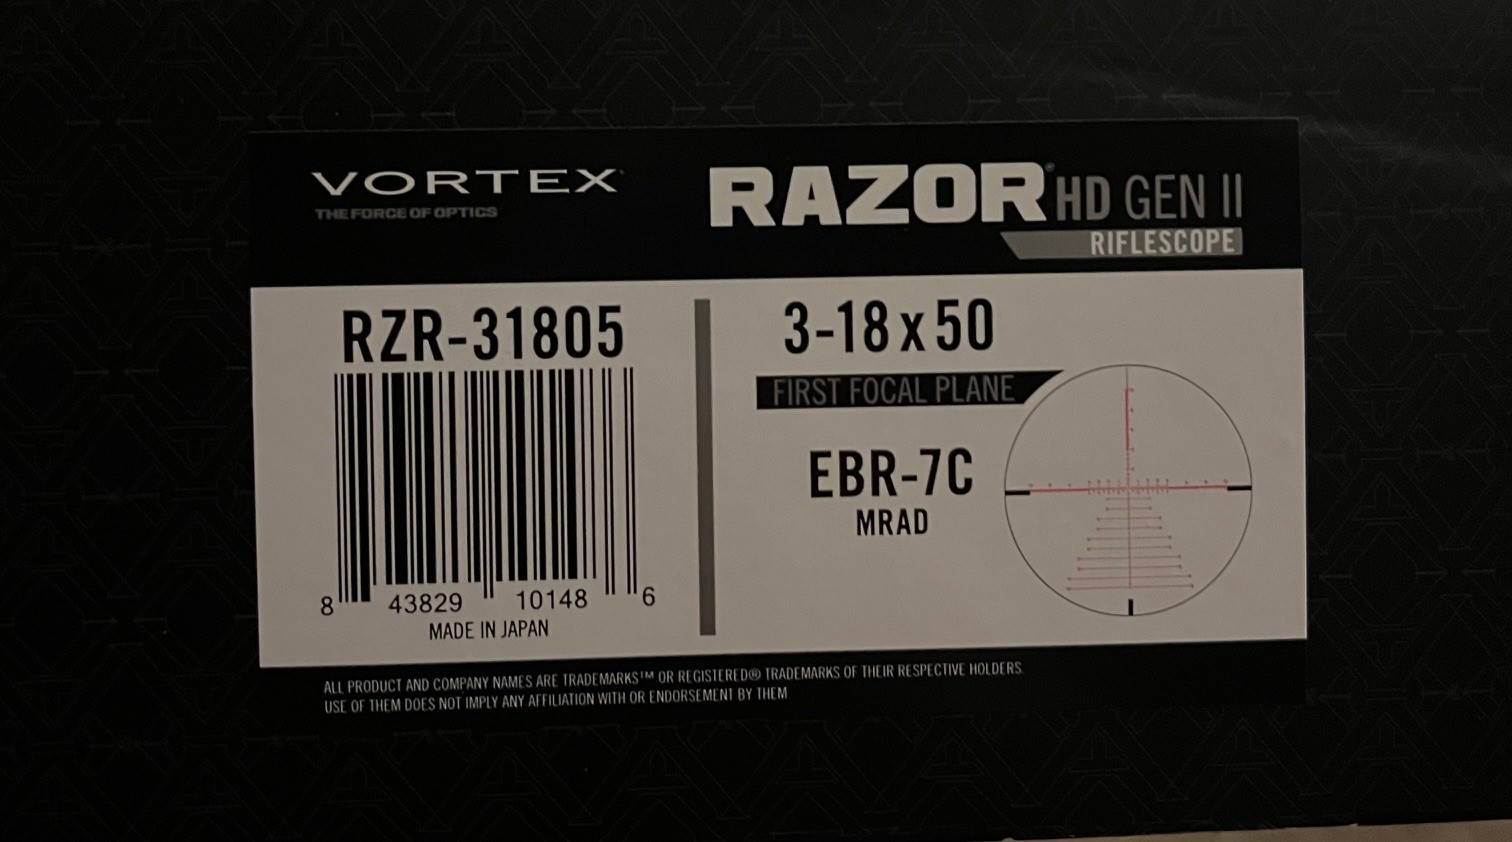 VORTEX
THE FORCE OF OPTICS
RAZOR® HD GEN II
RIFLESCOPE
RZR-31805
8 43829 10148 6
MADE IN JAPAN
3-18x50
FIRST FOCAL PLANE
EBR-7C
MRAD
ALL PRODUCT AND COMPANY NAMES ARE TRADEMARKS™ OR REGISTERED® TRADEMARKS OF THEIR RESPECTIVE HOLDERS.
USE OF THEM DOES NOT IMPLY ANY AFFILIATION WITH OR ENDORSEMENT BY THEM